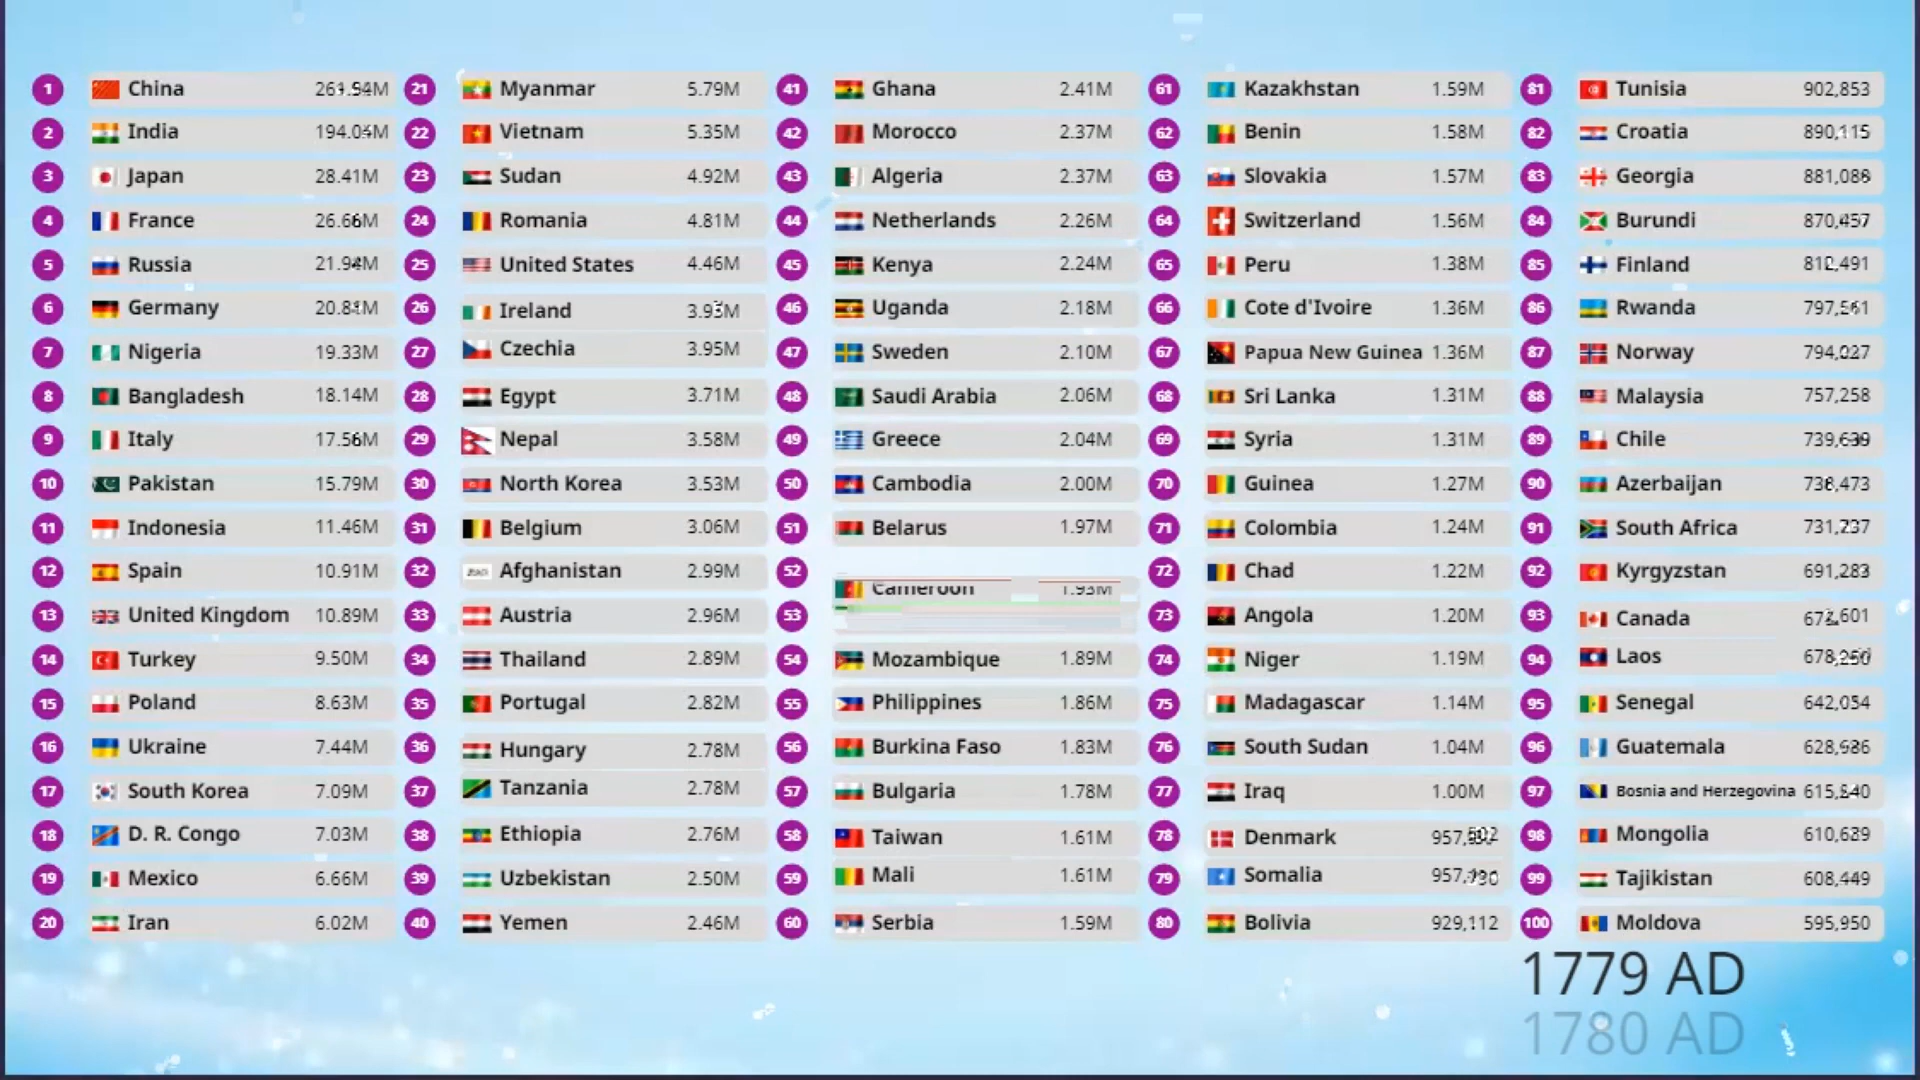 1 China
2 India
3 Japan 28.41M
4 France 26.66M
5 Russia 21.94M
6 Germany 20.81M
7 Nigeria 19.33M
8 Bangladesh 18.14M
9 Italy 17.56M
10 Pakistan 15.79M
11 Indonesia 11.46M
12 Spain 10.91M
13 United Kingdom 10.89M
14 Turkey 9.50M
15 Poland 8.63M
16 Ukraine 7.44M
17 South Korea 7.09M
18 D. R. Congo 7.03M
19 Mexico 6.66M
20 Iran 6.02M
21 Myanmar 5.79M
22 Vietnam 5.35M
23 Sudan 4.92M
24 Romania 4.81M
25 United States 4.46M
26 Ireland
27 Czechia 3.95M
28 Egypt 3.71M
29 Nepal 3.58M
30 North Korea 3.53M
31 Belgium 3.06M
32 Afghanistan 2.99M
33 Austria 2.96M
34 Thailand 2.89M
35 Portugal 2.82M
36 Hungary 2.78M
37 Tanzania 2.78M
38 Ethiopia 2.76M
39 Uzbekistan 2.50M
40 Yemen 2.46M
41 Ghana 2.41M
42 Morocco 2.37M
43 Algeria 2.37M
44 Netherlands 2.26M
45 Kenya 2.24M
46 Uganda 2.18M
47 Sweden 2.10M
48 Saudi Arabia 2.06M
49 Greece 2.04M
50 Cambodia 2.00M
51 Belarus 1.97M
52 Cameroon 1.93M
53
54 Mozambique 1.89M
55 Philippines 1.86M
56 Burkina Faso 1.83M
57 Bulgaria 1.78M
58 Taiwan 1.61M
59 Mali 1.61M
60 Serbia 1.59M
61 Kazakhstan 1.59M
62 Benin 1.58M
63 Slovakia 1.57M
64 Switzerland 1.56M
65 Peru 1.38M
66 Cote d'Ivoire 1.36M
67 Papua New Guinea 1.36M
68 Sri Lanka 1.31M
69 Syria 1.31M
70 Guinea 1.27M
71 Colombia 1.24M
72 Chad 1.22M
73 Angola 1.20M
74 Niger 1.19M
75 Madagascar 1.14M
76 South Sudan 1.04M
77 Iraq 1.00M
78 Denmark
79 Somalia
80 Bolivia 929,112
81 Tunisia 902,853
82 Croatia 890,115
83 Georgia
84 Burundi 870,457
85 Finland
86 Rwanda
87 Norway
88 Malaysia 757,258
89 Chile
90 Azerbaijan
91 South Africa
92 Kyrgyzstan 691,283
93 Canada
94 Laos
95 Senegal 642,054
96 Guatemala
97 Bosnia and Herzegovina
98 Mongolia
99 Tajikistan 608,449
100 Moldova 595,950
1779 AD
1780 AD